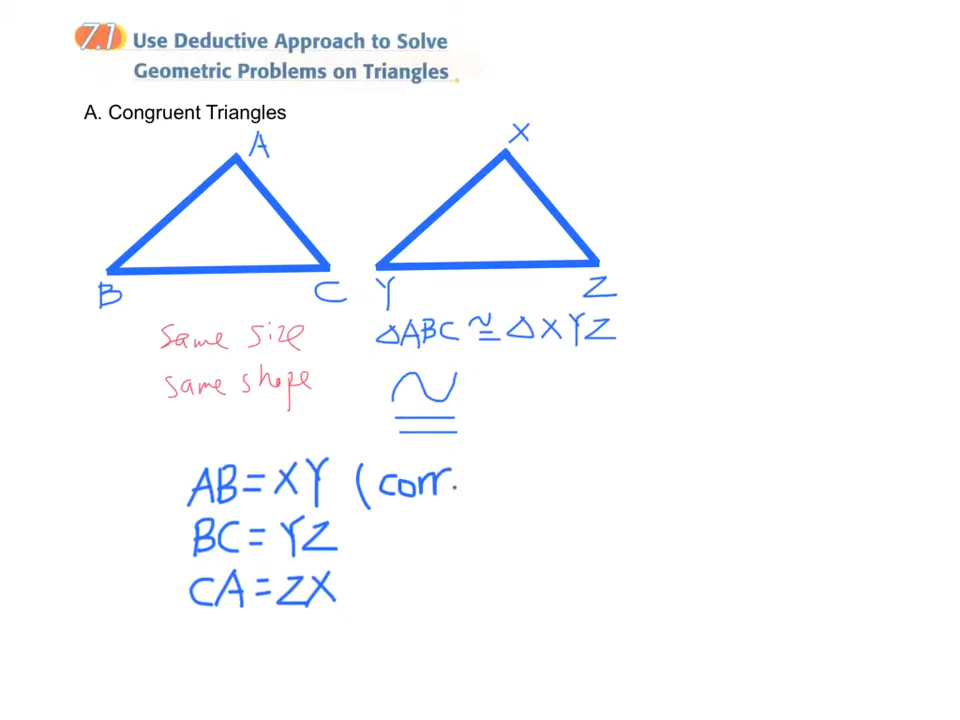 7.1 Use Deductive Approach to Solve
Geometric Problems on Triangles
A. Congruent Triangles
A
X
B
C
Y
Z
same size
△ABC ≅ △XYZ
same shape
≅
AB = XY (corr.
BC = YZ
CA = ZX